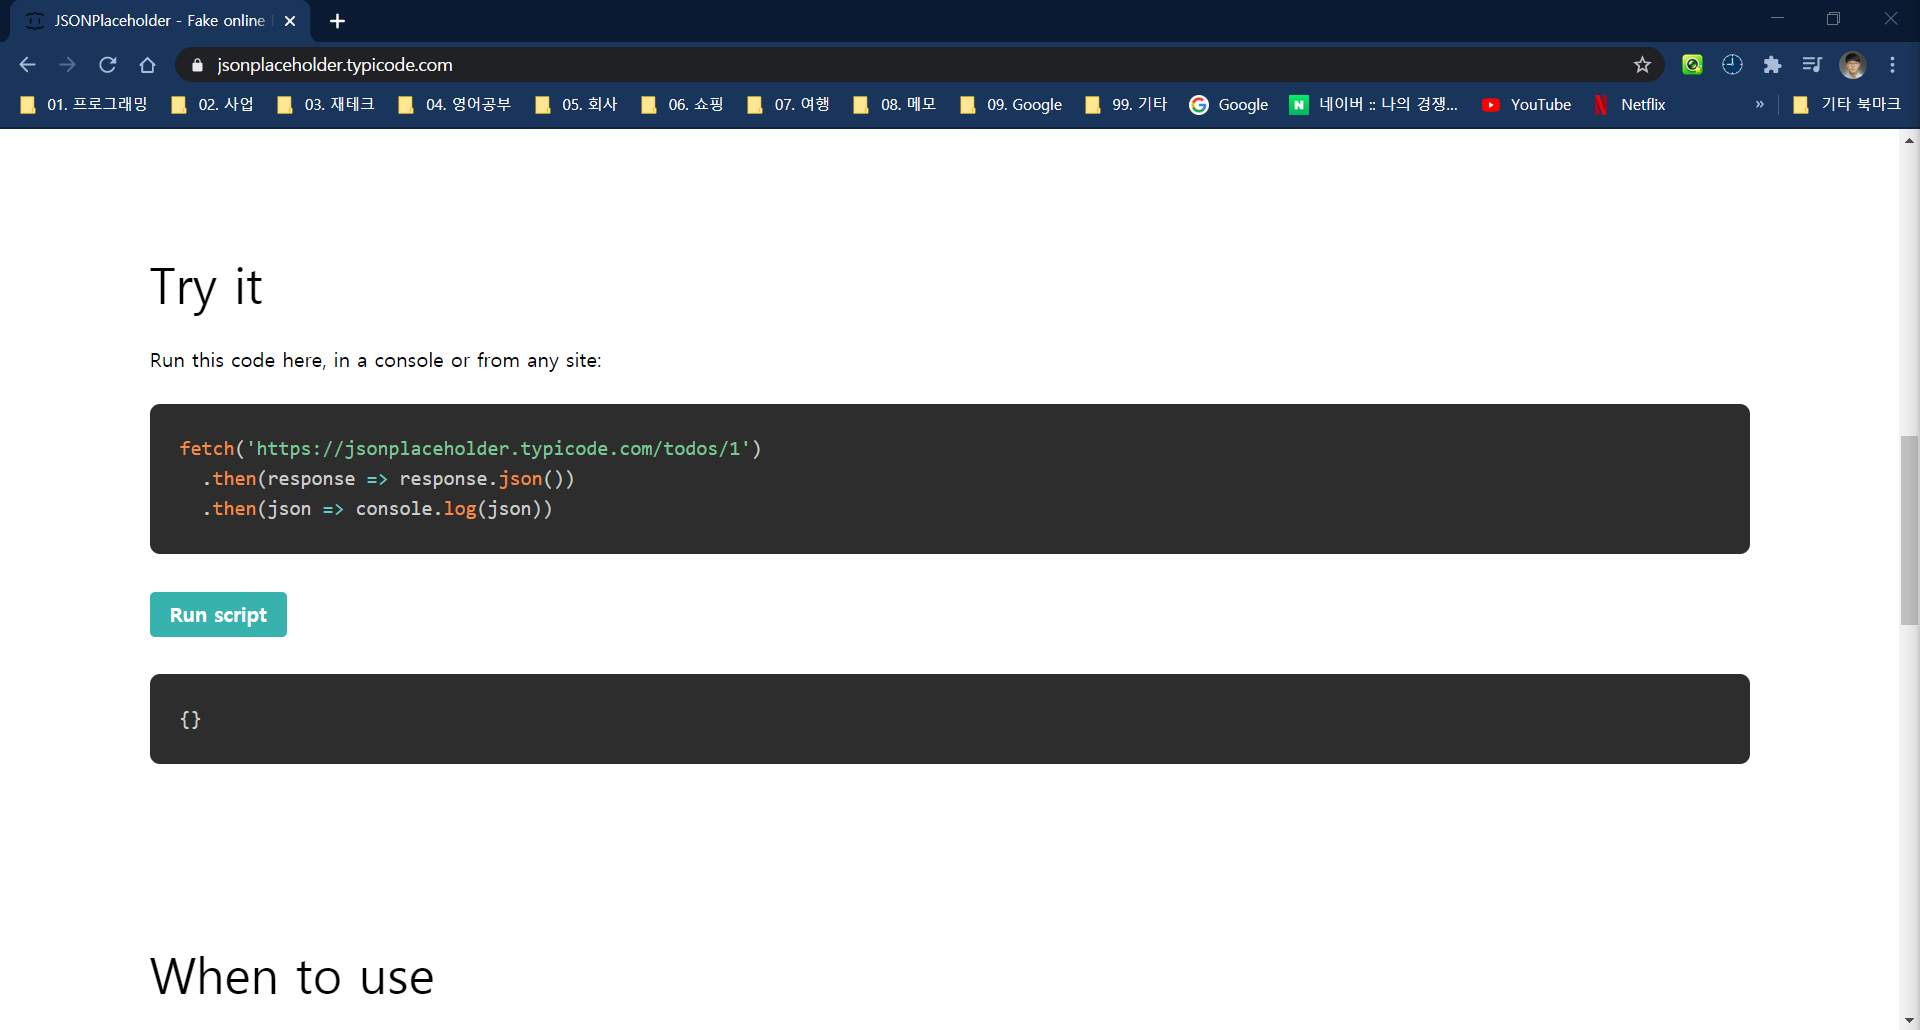 JSONPlaceholder - Fake online
jsonplaceholder.typicode.com
01. 프로그래밍 02. 사업 03. 재테크 04. 영어공부 05. 회사 06. 쇼핑 07. 여행 08. 메모 09. Google 99. 기타 Google 네이버 :: 나의 경쟁... YouTube Netflix » 기타 북마크
Try it
Run this code here, in a console or from any site:
fetch('https://jsonplaceholder.typicode.com/todos/1')
.then(response => response.json())
.then(json => console.log(json))
Run script
{}
When to use